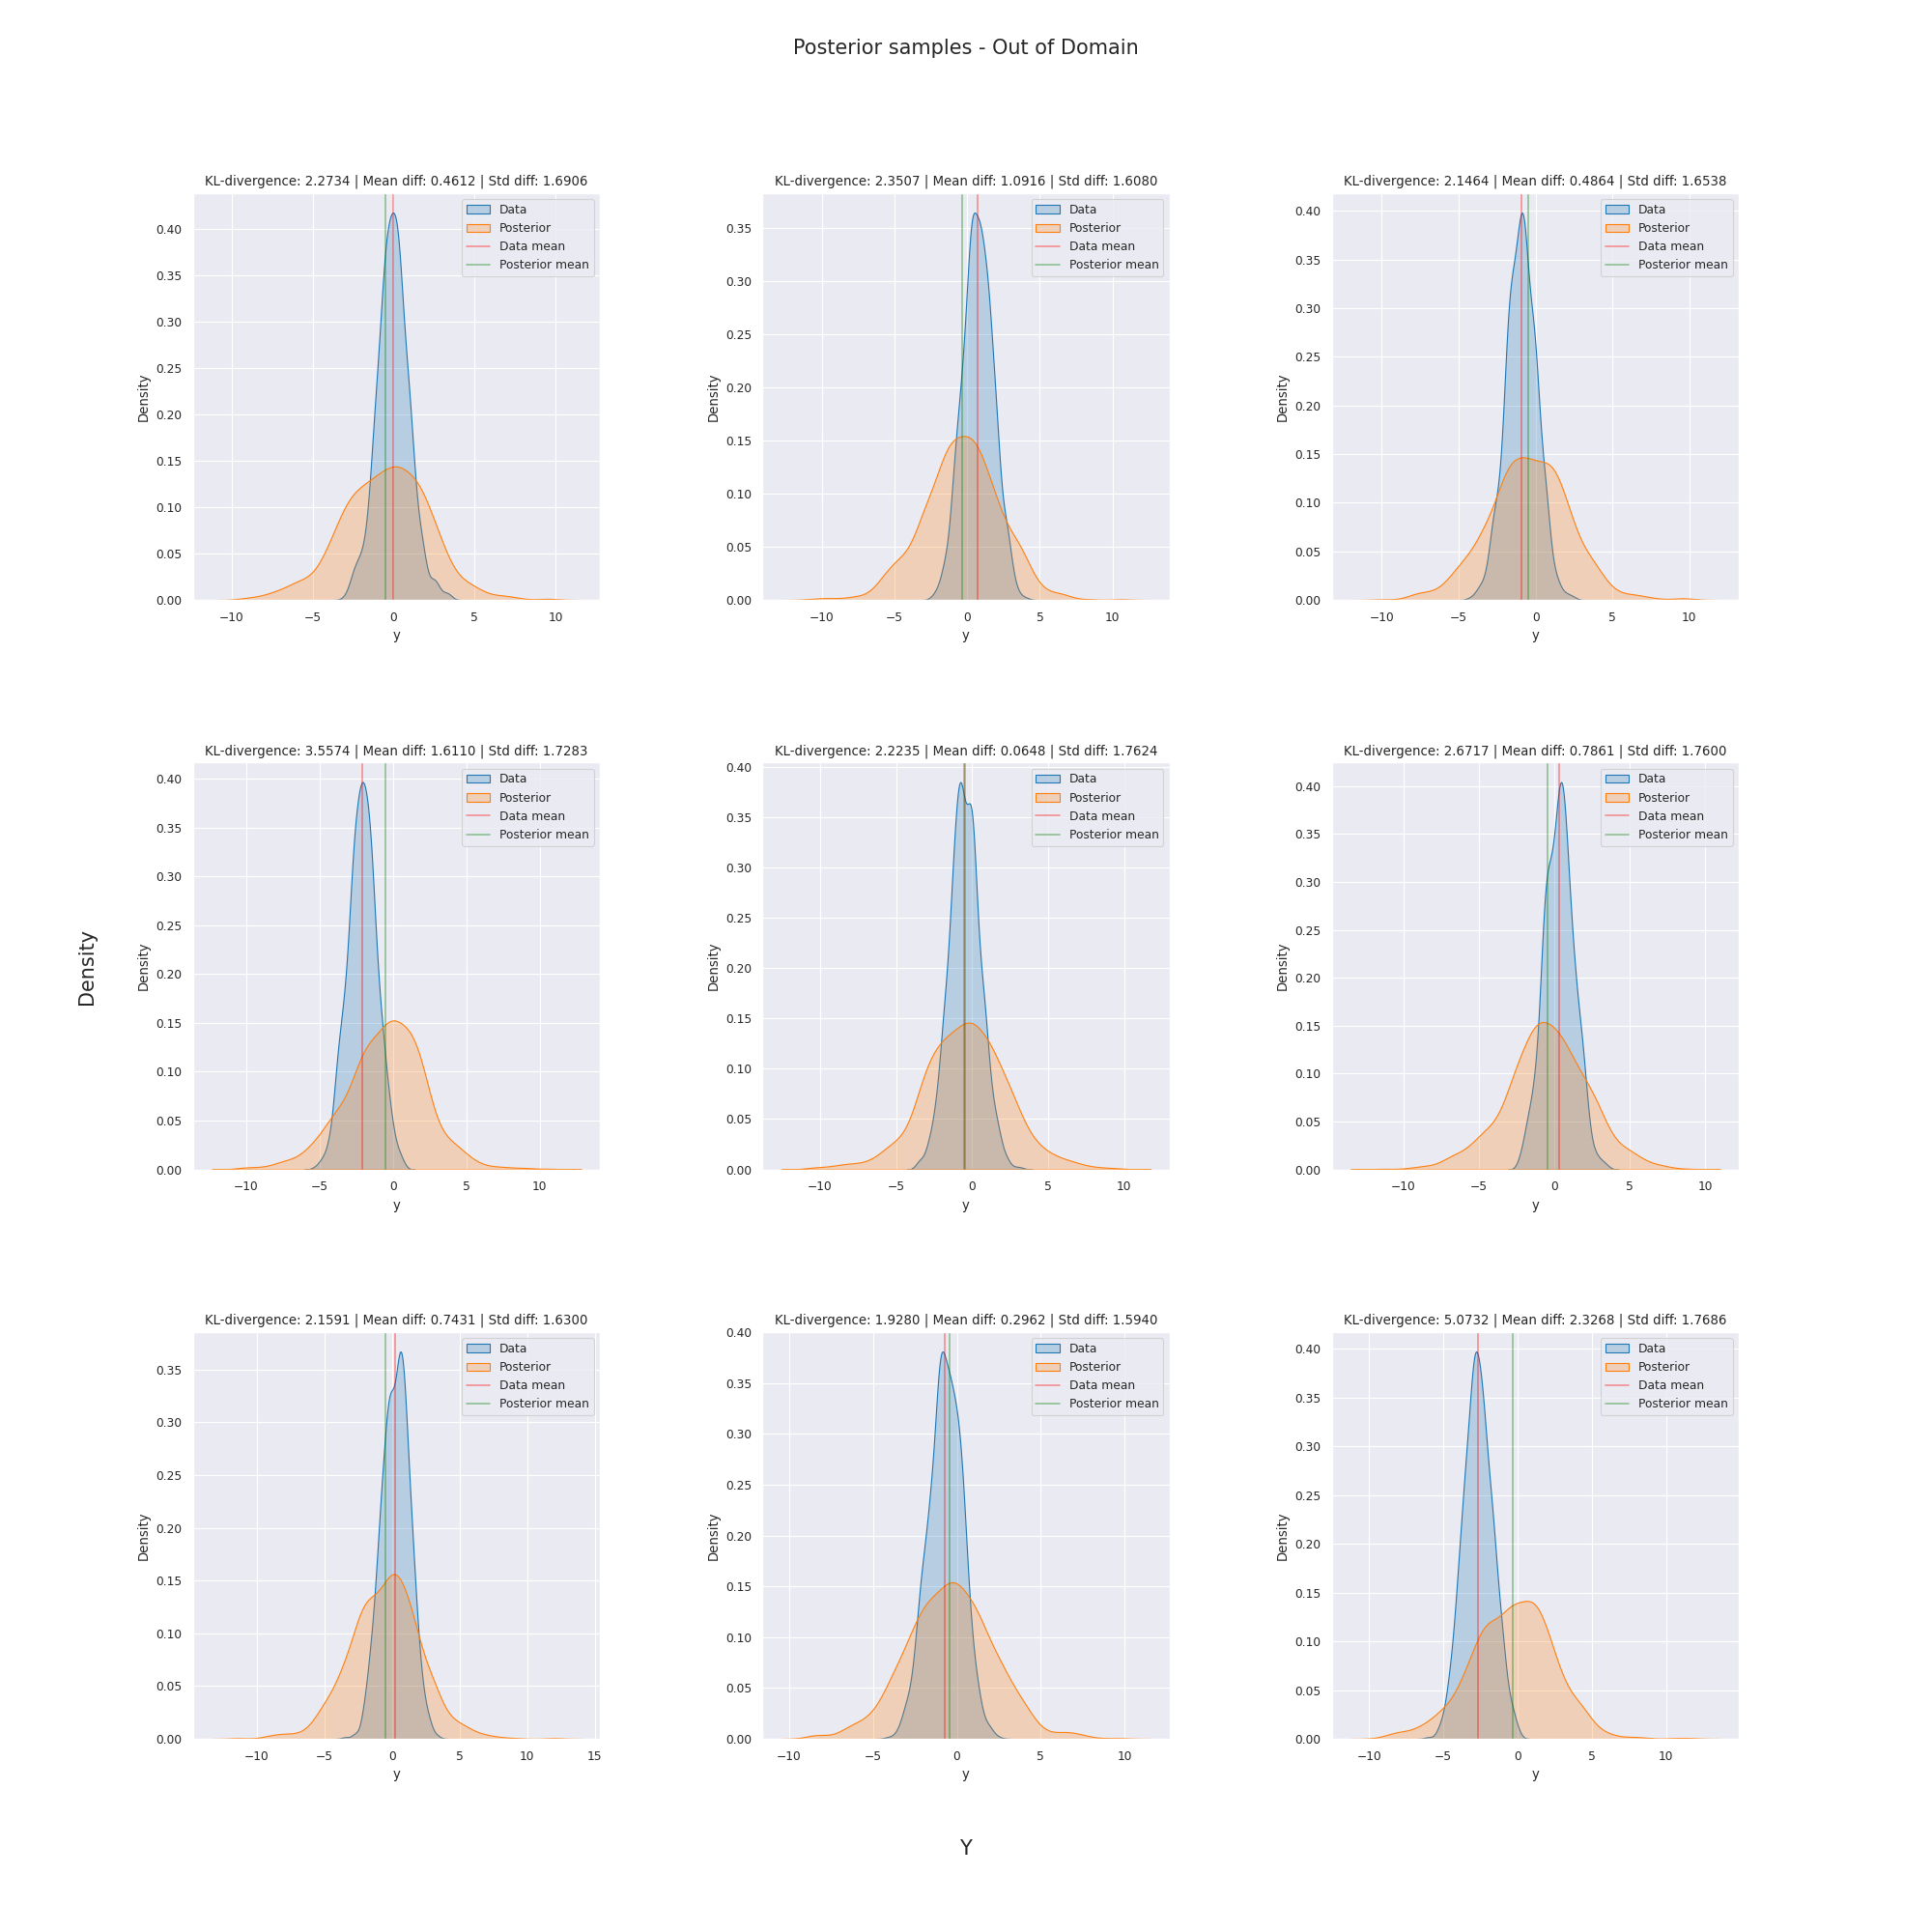 Posterior samples - Out of Domain
KL-divergence: 2.2734 | Mean diff: 0.4612 | Std diff: 1.6906
Data
Posterior
Data mean
Posterior mean
0.40
0.35
0.30
0.25
0.20
0.15
0.10
0.05
0.00
Density
−10
−5
0
5
10
y
KL-divergence: 2.3507 | Mean diff: 1.0916 | Std diff: 1.6080
Data
Posterior
Data mean
Posterior mean
0.35
0.30
0.25
0.20
0.15
0.10
0.05
0.00
Density
−10
−5
0
5
10
y
KL-divergence: 2.1464 | Mean diff: 0.4864 | Std diff: 1.6538
Data
Posterior
Data mean
Posterior mean
0.40
0.35
0.30
0.25
0.20
0.15
0.10
0.05
0.00
Density
−10
−5
0
5
10
y
KL-divergence: 3.5574 | Mean diff: 1.6110 | Std diff: 1.7283
Data
Posterior
Data mean
Posterior mean
0.40
0.35
0.30
0.25
0.20
0.15
0.10
0.05
0.00
Density
−10
−5
0
5
10
y
KL-divergence: 2.2235 | Mean diff: 0.0648 | Std diff: 1.7624
Data
Posterior
Data mean
Posterior mean
0.40
0.35
0.30
0.25
0.20
0.15
0.10
0.05
0.00
Density
−10
−5
0
5
10
y
KL-divergence: 2.6717 | Mean diff: 0.7861 | Std diff: 1.7600
Data
Posterior
Data mean
Posterior mean
0.40
0.35
0.30
0.25
0.20
0.15
0.10
0.05
0.00
Density
−10
−5
0
5
10
y
Density
KL-divergence: 2.1591 | Mean diff: 0.7431 | Std diff: 1.6300
Data
Posterior
Data mean
Posterior mean
0.35
0.30
0.25
0.20
0.15
0.10
0.05
0.00
Density
−10
−5
0
5
10
15
y
KL-divergence: 1.9280 | Mean diff: 0.2962 | Std diff: 1.5940
Data
Posterior
Data mean
Posterior mean
0.40
0.35
0.30
0.25
0.20
0.15
0.10
0.05
0.00
Density
−10
−5
0
5
10
y
KL-divergence: 5.0732 | Mean diff: 2.3268 | Std diff: 1.7686
Data
Posterior
Data mean
Posterior mean
0.40
0.35
0.30
0.25
0.20
0.15
0.10
0.05
0.00
Density
−10
−5
0
5
10
y
Y